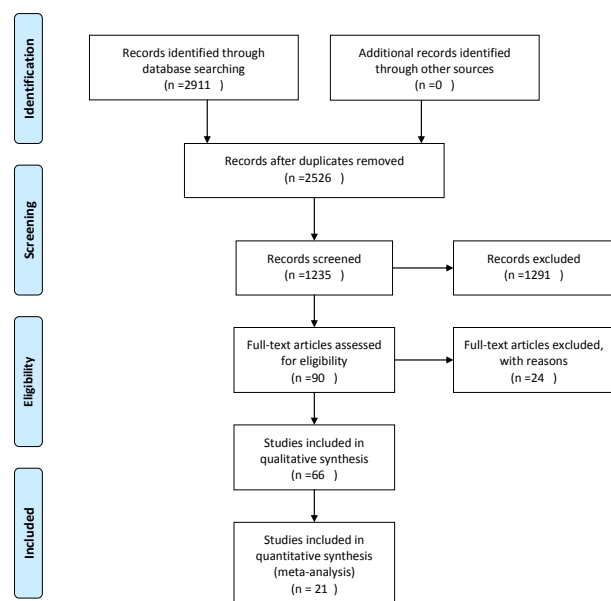 Identification
Records identified through
database searching
(n =2911 )
Additional records identified
through other sources
(n =0 )
Records after duplicates removed
(n =2526 )
Screening
Records screened
(n =1235 )
Records excluded
(n =1291 )
Eligibility
Full-text articles assessed
for eligibility
(n =90 )
Full-text articles excluded,
with reasons
(n =24 )
Studies included in
qualitative synthesis
(n =66 )
Included
Studies included in
quantitative synthesis
(meta-analysis)
(n = 21 )